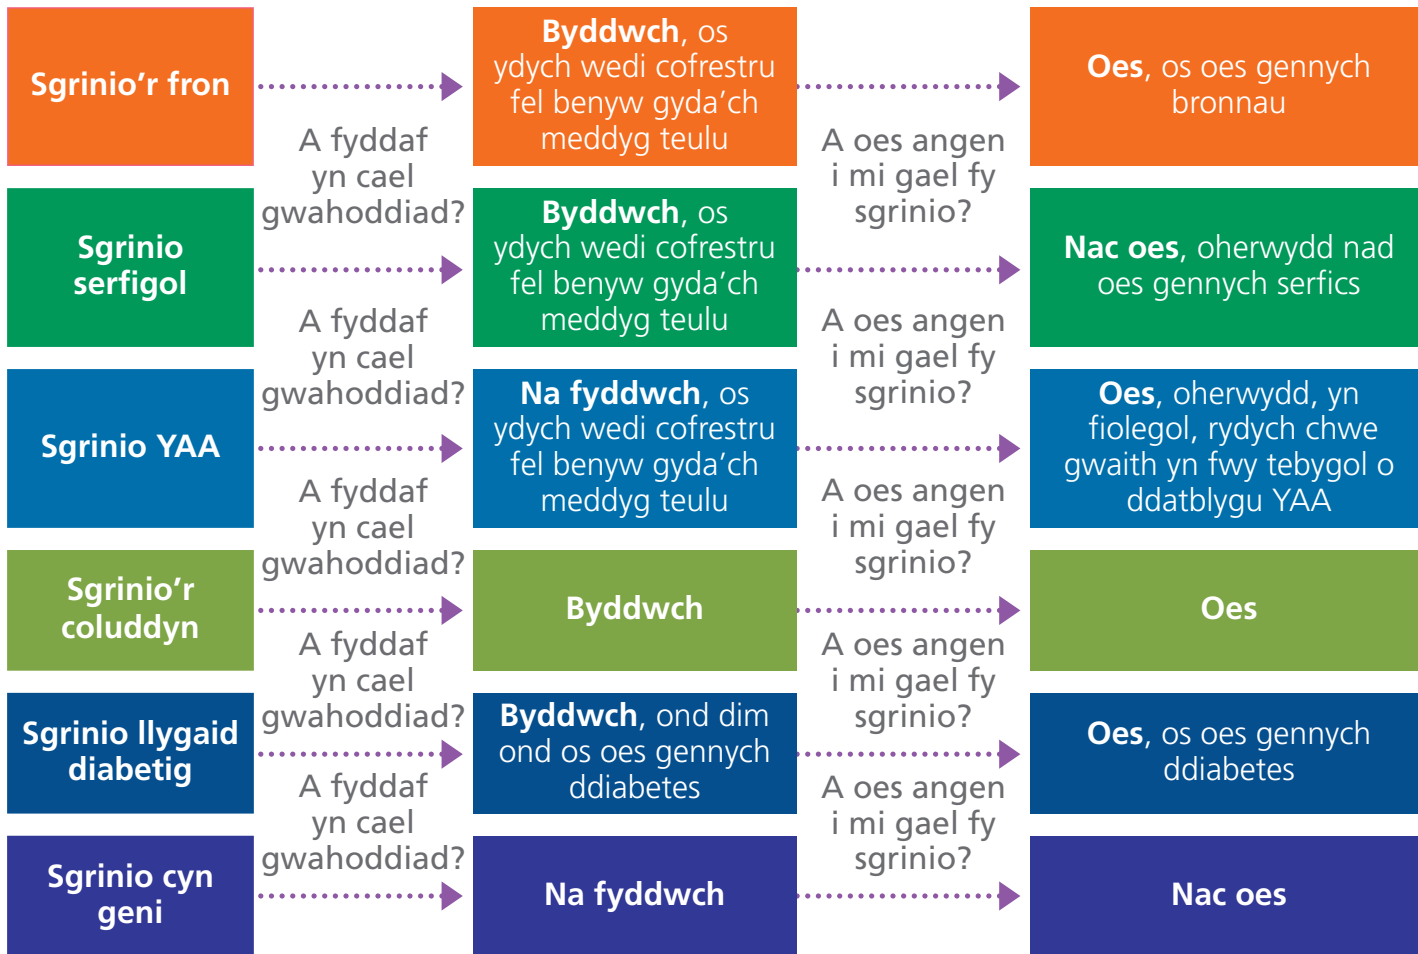 Sgrinio'r fron
A fyddaf
yn cael
gwahoddiad?
Byddwch, os
ydych wedi cofrestru
fel benyw gyda'ch
meddyg teulu
A oes angen
i mi gael fy
sgrinio?
Oes, os oes gennych
bronnau
Sgrinio
serfigol
A fyddaf
yn cael
gwahoddiad?
Byddwch, os
ydych wedi cofrestru
fel benyw gyda'ch
meddyg teulu
A oes angen
i mi gael fy
sgrinio?
Nac oes, oherwydd nad
oes gennych serfics
Sgrinio YAA
A fyddaf
yn cael
gwahoddiad?
Na fyddwch, os
ydych wedi cofrestru
fel benyw gyda'ch
meddyg teulu
A oes angen
i mi gael fy
sgrinio?
Oes, oherwydd, yn
fiolegol, rydych chwe
gwaith yn fwy tebygol o
ddatblygu YAA
Sgrinio'r
coluddyn
A fyddaf
yn cael
gwahoddiad?
Byddwch
A oes angen
i mi gael fy
sgrinio?
Oes
Sgrinio llygaid
diabetig
A fyddaf
yn cael
gwahoddiad?
Byddwch, ond dim
ond os oes gennych
ddiabetes
A oes angen
i mi gael fy
sgrinio?
Oes, os oes gennych
ddiabetes
Sgrinio cyn
geni
Na fyddwch
Nac oes